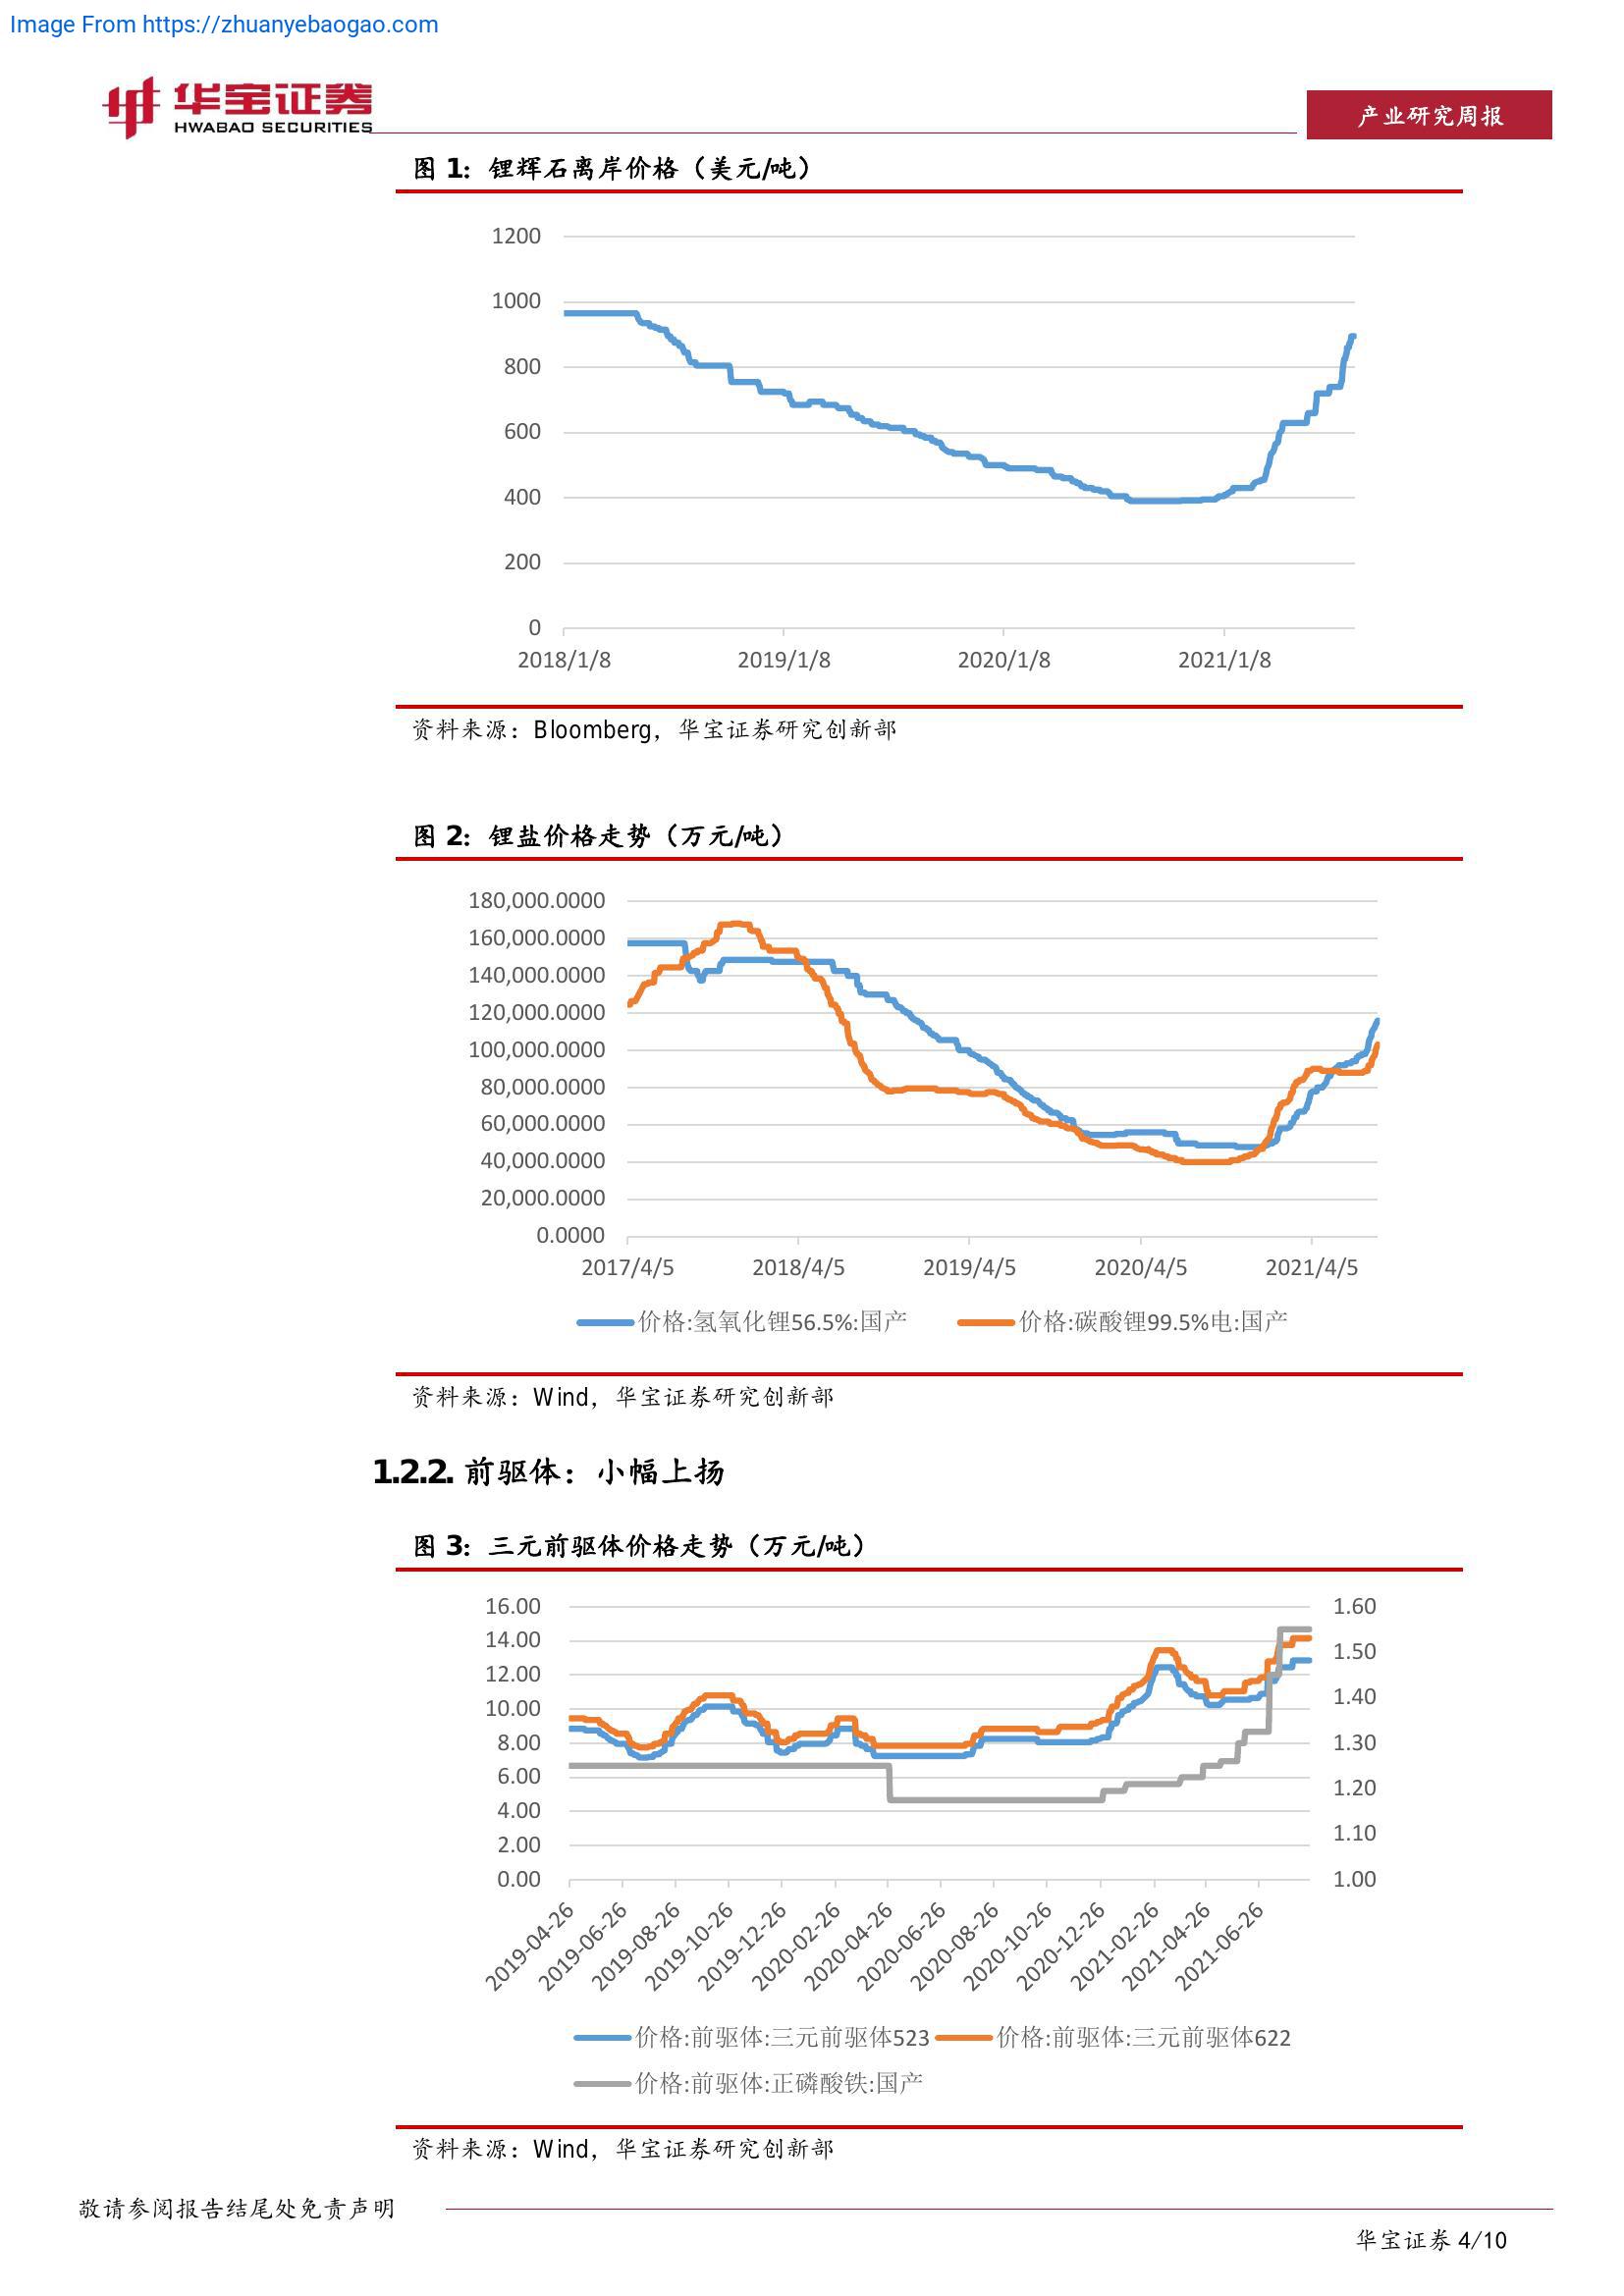 Image From https://zhuanyebaogao.com
华宝证券
HWABAO SECURITIES
产业研究周报
图 1：锂辉石离岸价格（美元/吨）
1200
1000
800
600
400
200
0
2018/1/8 2019/1/8 2020/1/8 2021/1/8
资料来源：Bloomberg，华宝证券研究创新部
图 2：锂盐价格走势（万元/吨）
180,000.0000
160,000.0000
140,000.0000
120,000.0000
100,000.0000
80,000.0000
60,000.0000
40,000.0000
20,000.0000
0.0000
2017/4/5 2018/4/5 2019/4/5 2020/4/5 2021/4/5
价格:氢氧化锂56.5%:国产 价格:碳酸锂99.5%电:国产
资料来源：Wind，华宝证券研究创新部
1.2.2. 前驱体：小幅上扬
图 3：三元前驱体价格走势（万元/吨）
16.00 1.60
14.00 1.50
12.00 1.40
10.00
8.00 1.30
6.00 1.20
4.00 1.10
2.00
0.00 1.00
2019-04-26 2019-06-26 2019-08-26 2019-10-26 2019-12-26 2020-02-26 2020-04-26 2020-06-26 2020-08-26 2020-10-26 2020-12-26 2021-02-26 2021-04-26 2021-06-26
价格:前驱体:三元前驱体523 价格:前驱体:三元前驱体622
价格:前驱体:正磷酸铁:国产
资料来源：Wind，华宝证券研究创新部
敬请参阅报告结尾处免责声明
华宝证券 4/10